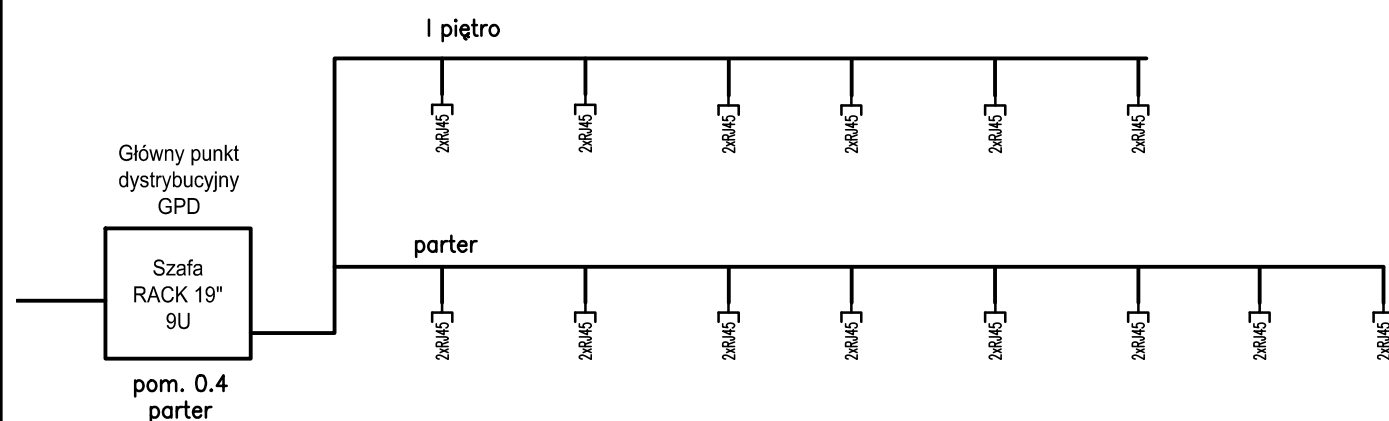 I piętro
2xRJ45
2xRJ45
2xRJ45
2xRJ45
2xRJ45
2xRJ45
Główny punkt
dystrybucyjny
GPD
Szafa
RACK 19"
9U
pom. 0.4
parter
parter
2xRJ45
2xRJ45
2xRJ45
2xRJ45
2xRJ45
2xRJ45
2xRJ45
2xRJ45